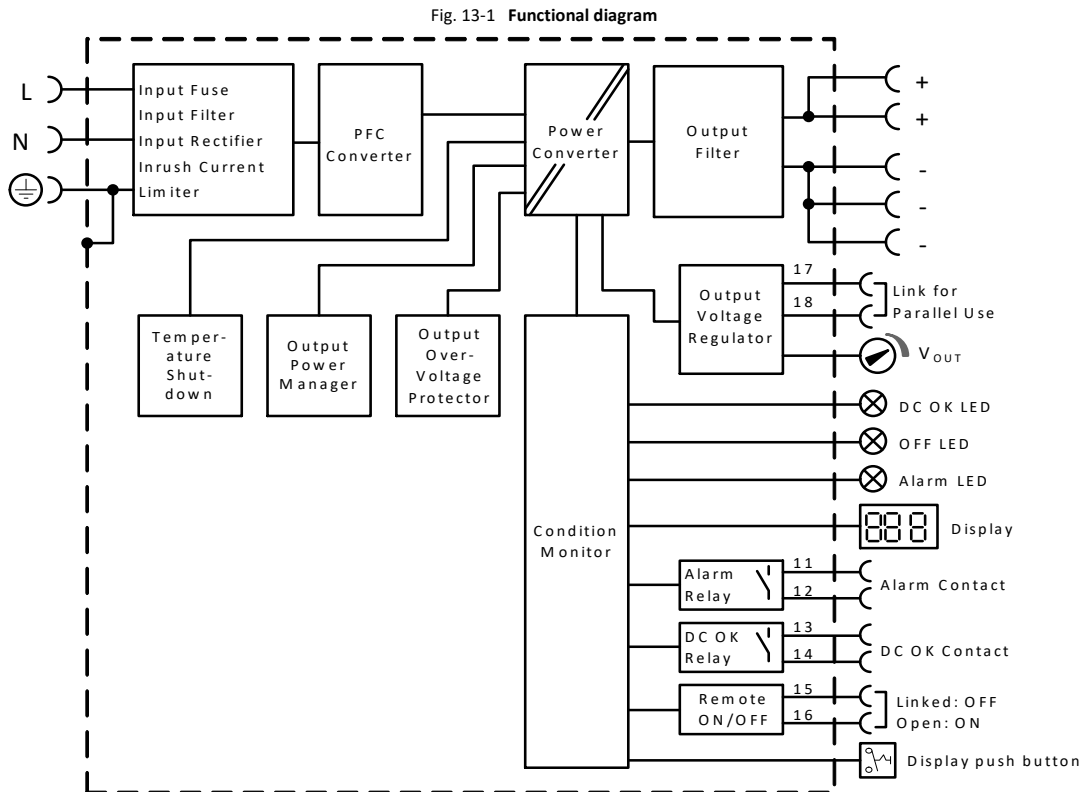 Fig. 13-1 Functional diagram
L
N
Input Fuse
Input Filter
Input Rectifier
Inrush Current
Limiter
PFC
Converter
Power
Converter
Output
Filter
+
+
-
-
-
Temper-
ature
Shut-
down
Output
Power
Manager
Output
Over-
Voltage
Protector
Output
Voltage
Regulator
17
18
Link for
Parallel Use
VOUT
Condition
Monitor
DC OK LED
OFF LED
Alarm LED
888
Display
Alarm
Relay
11
12
Alarm Contact
DC OK
Relay
13
14
DC OK Contact
Remote
ON/OFF
15
16
Linked: OFF
Open: ON
Display push button